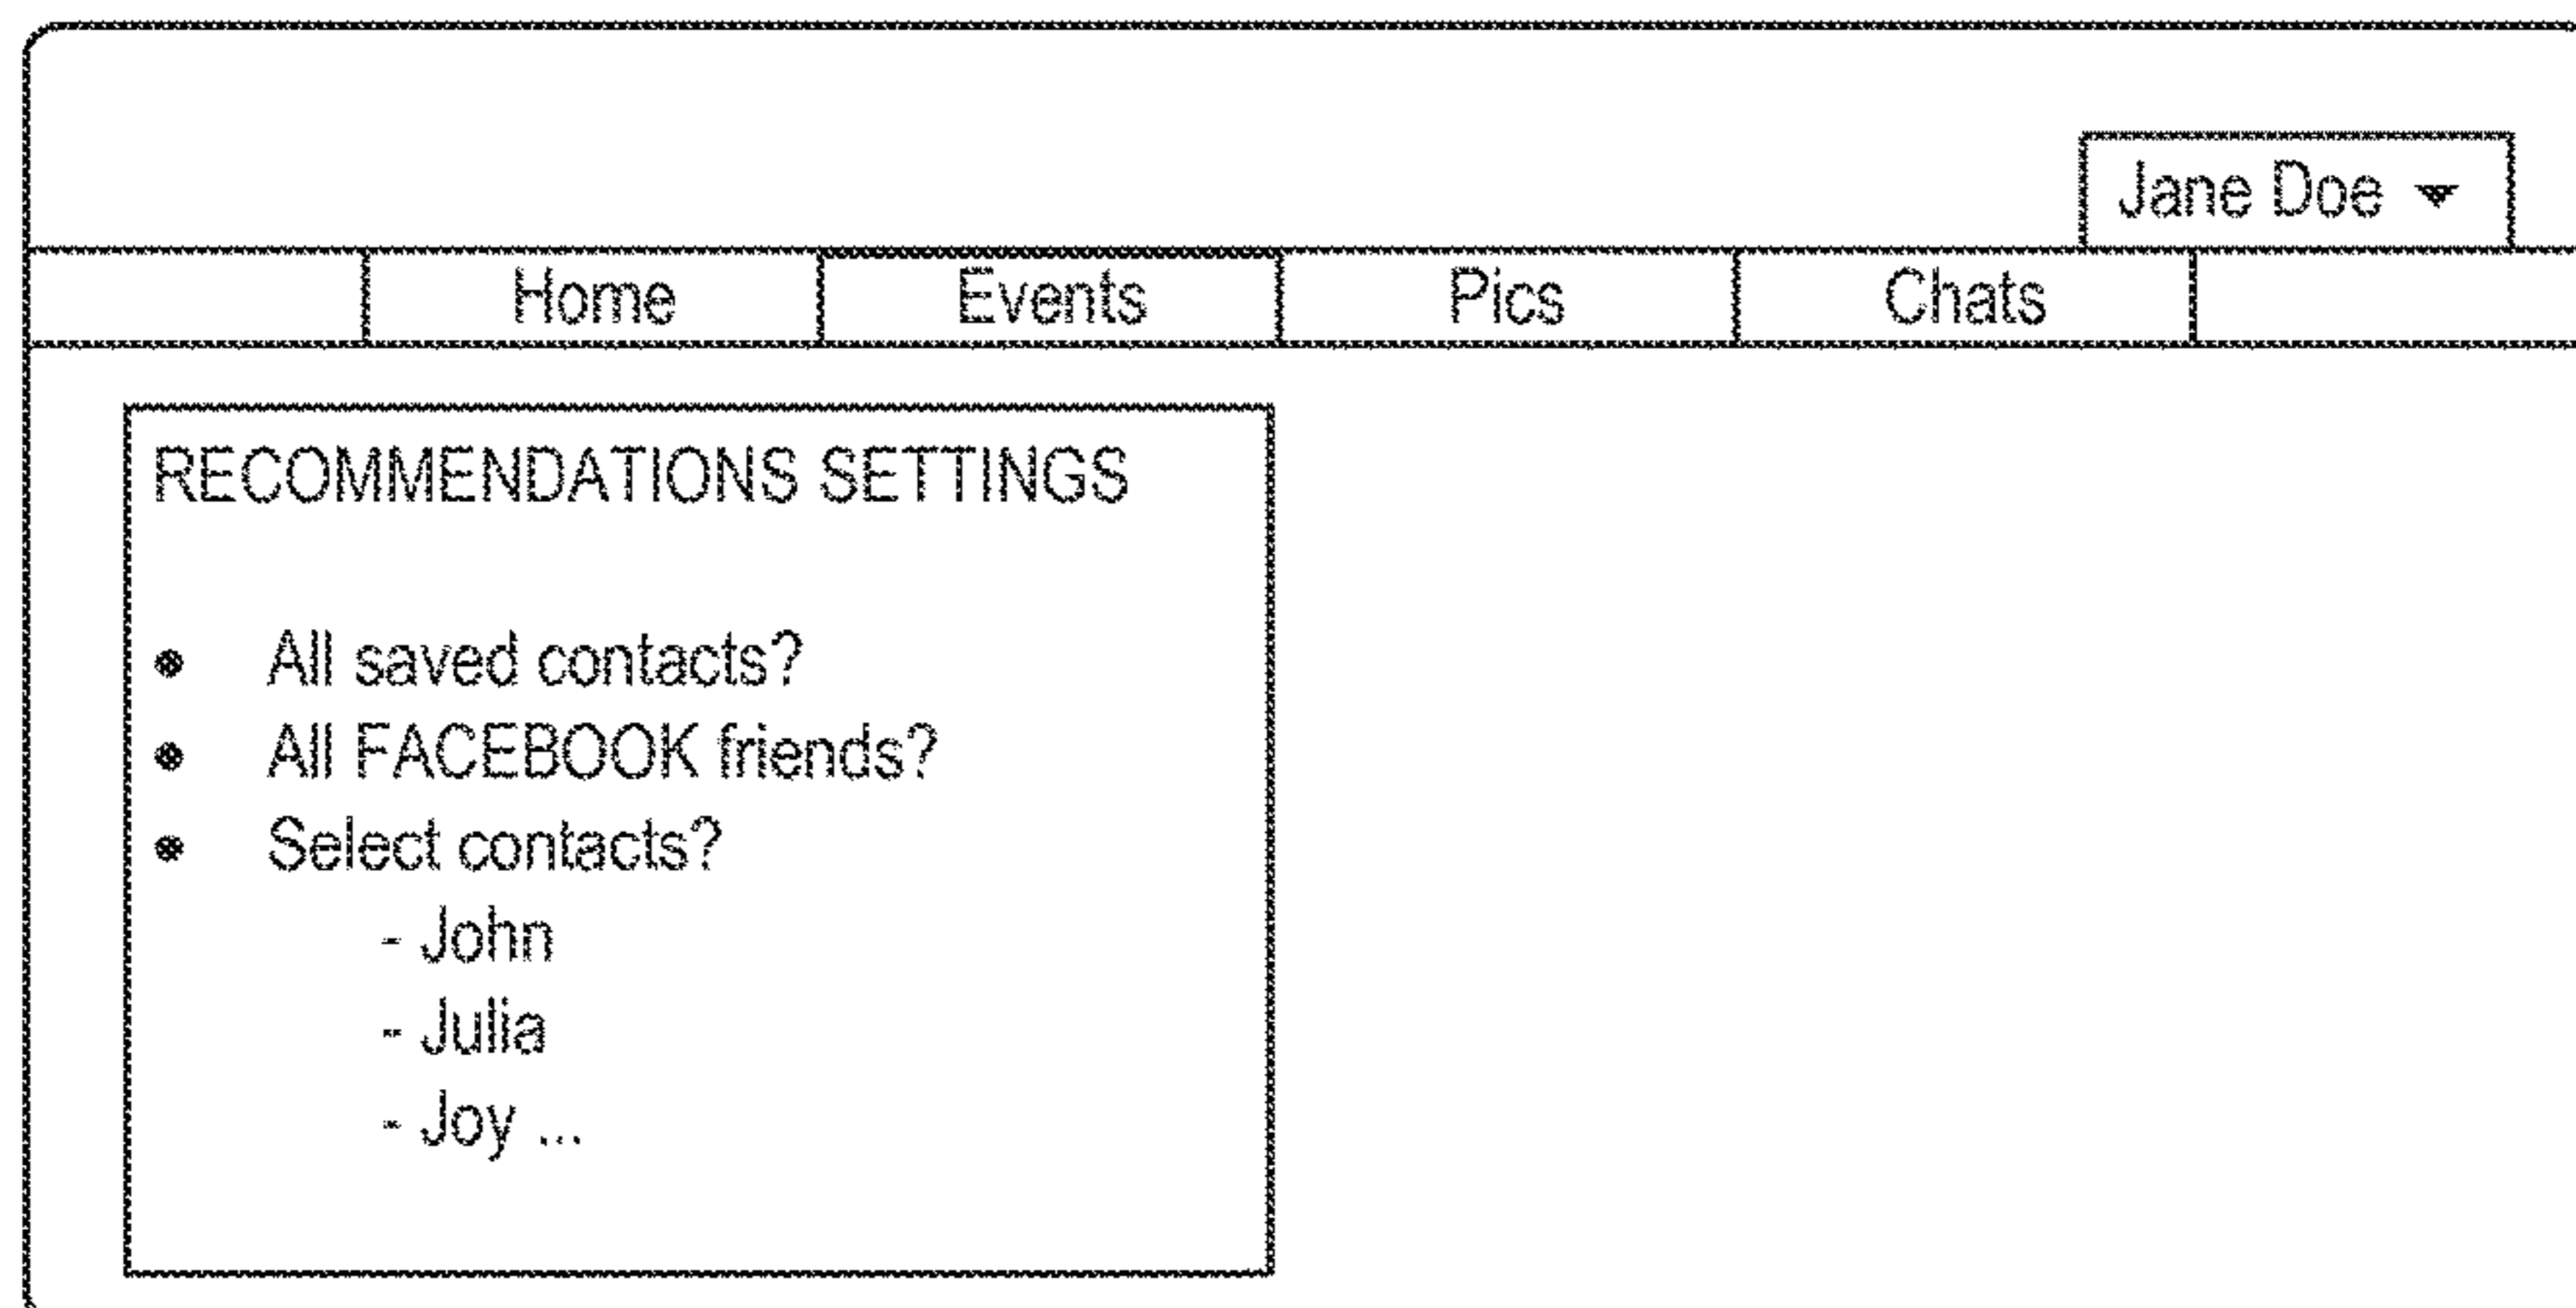 Jane Doe
Home Events Pics Chats
RECOMMENDATIONS SETTINGS
• All saved contacts?
• All FACEBOOK friends?
• Select contacts?
- John
- Julia
- Joy ...